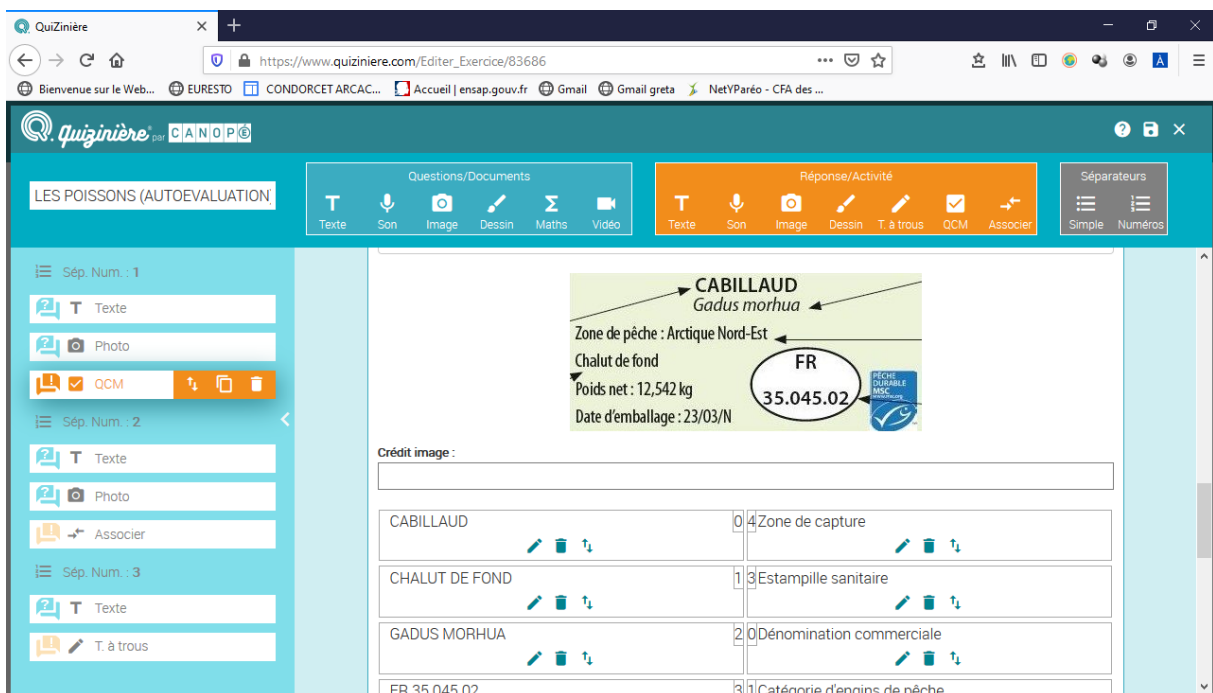 QuiZinière
https://www.quiziniere.com/Editer_Exercice/83686
Bienvenue sur le Web... EURESTO CONDORCET ARCAC... Accueil | ensap.gouv.fr Gmail Gmail greta NetYParéo - CFA des ...
Quizinière par CANOPÉ
LES POISSONS (AUTOEVALUATION)
Questions/Documents
Texte Son Image Dessin Maths Vidéo
Réponse/Activité
Texte Son Image Dessin T. à trous QCM Associer
Séparateurs
Simple Numéros
Sép. Num. : 1
Texte
Photo
QCM
Sép. Num. : 2
Texte
Photo
Associer
Sép. Num. : 3
Texte
T. à trous
CABILLAUD
Gadus morhua
Zone de pêche : Arctique Nord-Est
Chalut de fond
Poids net : 12,542 kg
Date d'emballage : 23/03/N
FR
35.045.02
PÊCHE
DURABLE
MSC
Crédit image :
CABILLAUD 0 4 Zone de capture
CHALUT DE FOND 1 3 Estampille sanitaire
GADUS MORHUA 2 0 Dénomination commerciale
FR 35.045.02 3 1 Catégorie d'engins de pêche